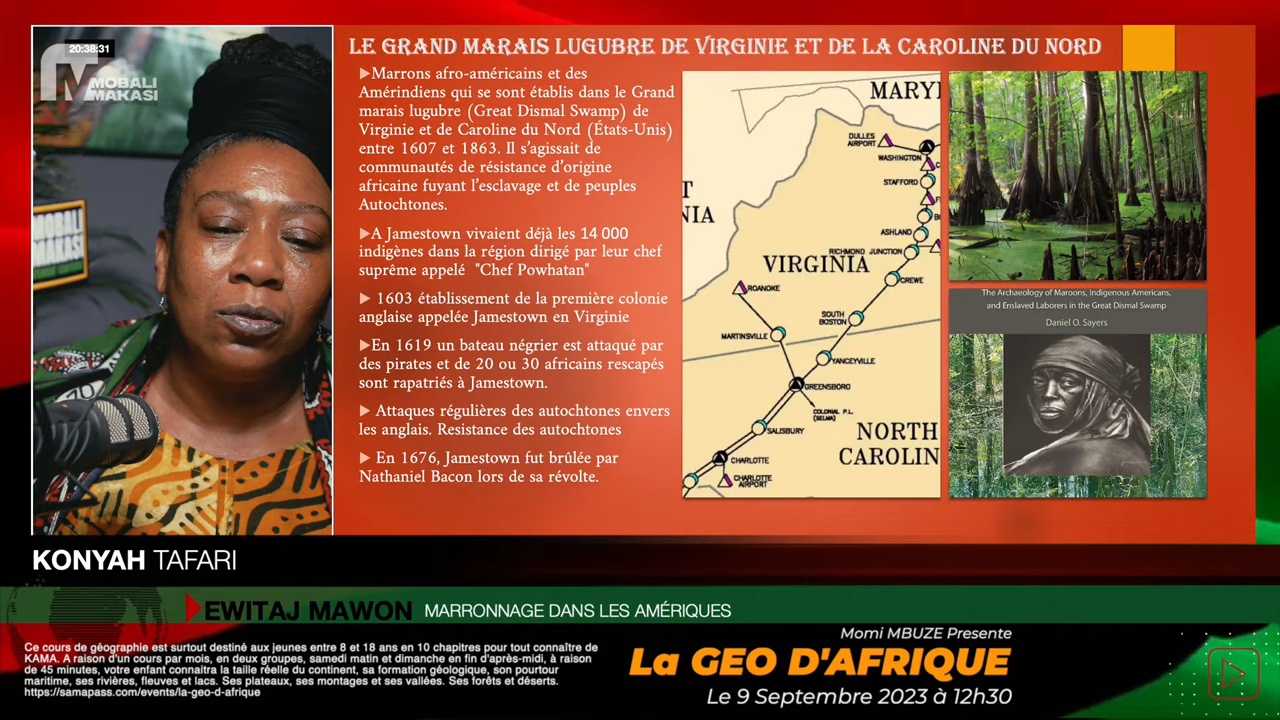 20:38:31
MOBALI
MAKASI
MOBALI
MAKASI
LE GRAND MARAIS LUGUBRE DE VIRGINIE ET DE LA CAROLINE DU NORD
▶Marrons afro-américains et des
Amérindiens qui se sont établis dans le Grand
marais lugubre (Great Dismal Swamp) de
Virginie et de Caroline du Nord (États-Unis)
entre 1607 et 1863. Il s'agissait de
communautés de résistance d'origine
africaine fuyant l'esclavage et de peuples
Autochtones.
▶A Jamestown vivaient déjà les 14 000
indigènes dans la région dirigé par leur chef
suprême appelé "Chef Powhatan"
▶ 1603 établissement de la première colonie
anglaise appelée Jamestown en Virginie
▶En 1619 un bateau négrier est attaqué par
des pirates et de 20 ou 30 africains rescapés
sont rapatriés à Jamestown.
▶ Attaques régulières des autochtones envers
les anglais. Resistance des autochtones
▶ En 1676, Jamestown fut brûlée par
Nathaniel Bacon lors de sa révolte.
MARYI
DULLES
AIRPORT
WASHINGTON
C
STAFFORD
T
NIA
F
B
ASHLAND
RICHMOND JUNCTION
VIRGINIA
CREWE
ROANOKE
SOUTH
BOSTON
MARTINSVILLE
YANCEYVILLE
GREENSBORO
COLONIAL P.L.
(SELMA)
SALISBURY
NORTH
CAROLIN
CHARLOTTE
CHARLOTTE
AIRPORT
The Archaeology of Maroons, Indigenous Americans,
and Enslaved Laborers in the Great Dismal Swamp
Daniel O. Sayers
KONYAH TAFARI
EWITAJ MAWON MARRONNAGE DANS LES AMÉRIQUES
Ce cours de géographie est surtout destiné aux jeunes entre 8 et 18 ans en 10 chapitres pour tout connaître de
KAMA. A raison d'un cours par mois, en deux groupes, samedi matin et dimanche en fin d'après-midi, à raison
de 45 minutes, votre enfant connaitra la taille réelle du continent, sa formation géologique, son pourtour
maritime, ses rivières, fleuves et lacs. Ses plateaux, ses montages et ses vallées. Ses forêts et déserts.
https://samapass.com/events/la-geo-d-afrique
Momi MBUZE Presente
La GEO D'AFRIQUE
Le 9 Septembre 2023 à 12h30